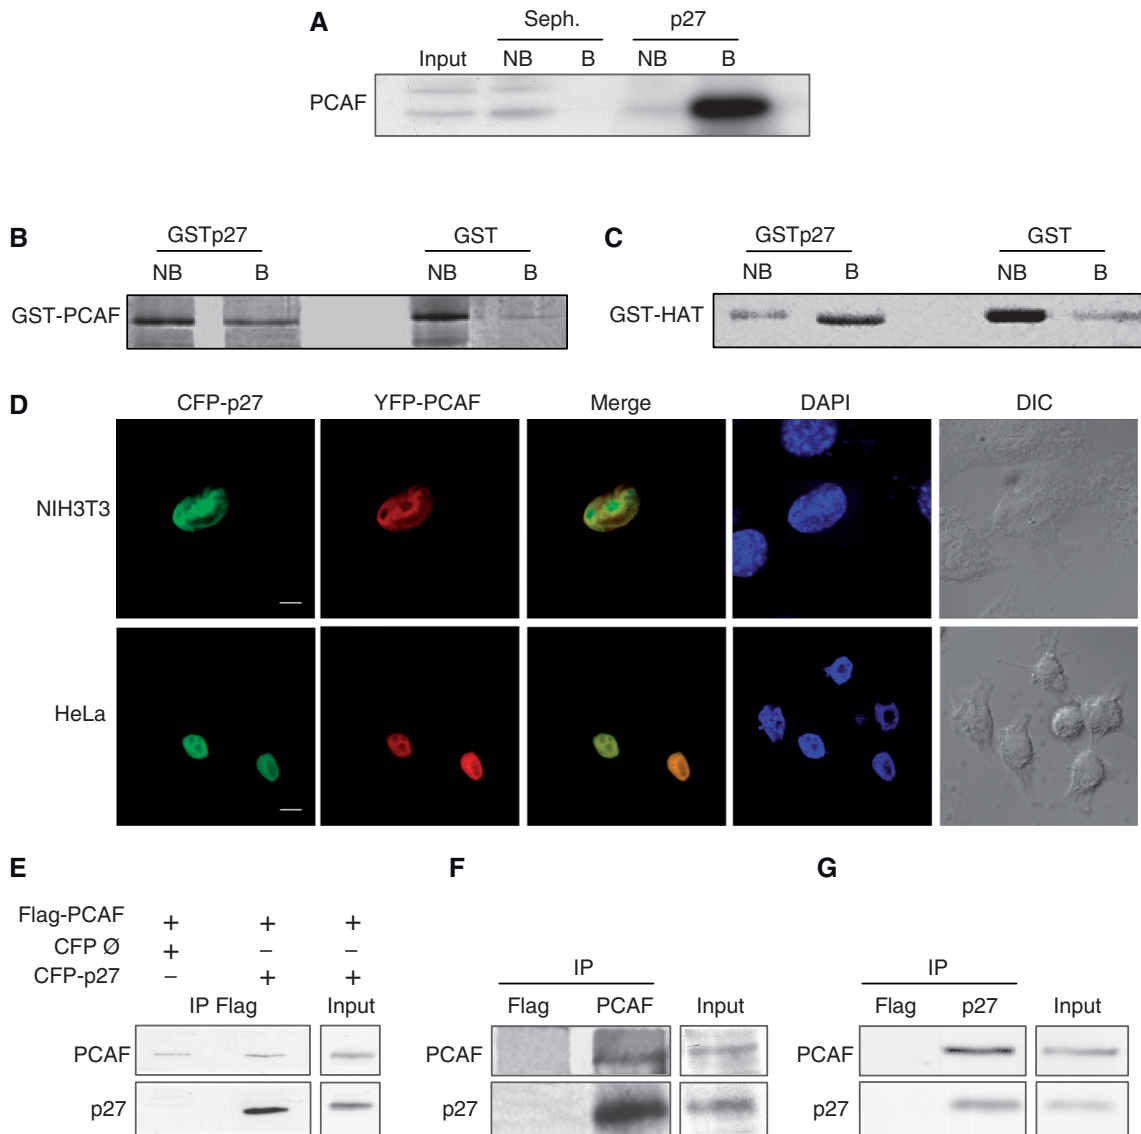 A
Seph. p27
Input NB B NB B
PCAF
B
GSTp27 GST
NB B NB B
GST-PCAF
C
GSTp27 GST
NB B NB B
GST-HAT
D
CFP-p27 YFP-PCAF Merge DAPI DIC
NIH3T3
HeLa
E
Flag-PCAF + + +
CFP Ø + – –
CFP-p27 – + +
IP Flag Input
PCAF
p27
F
IP
Flag PCAF Input
PCAF
p27
G
IP
Flag p27 Input
PCAF
p27